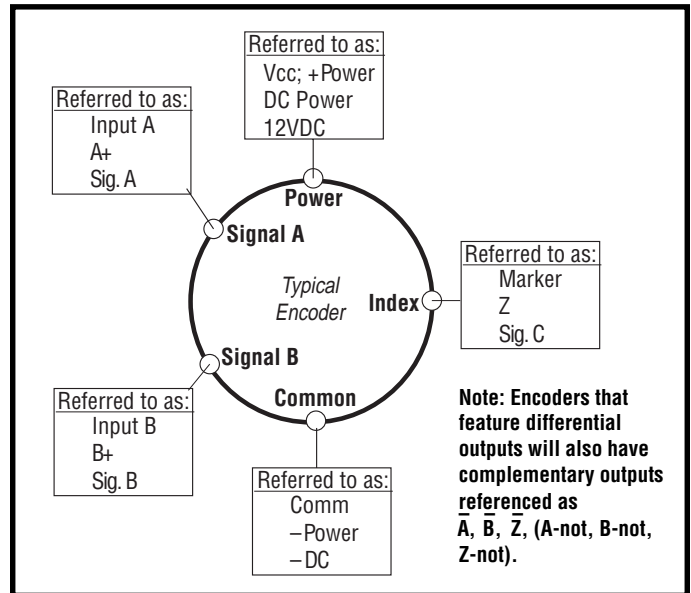 Referred to as:
Vcc; +Power
DC Power
12VDC
Referred to as:
Input A
A+
Sig. A
Power
Signal A
Typical
Encoder
Index
Referred to as:
Marker
Z
Sig. C
Signal B
Common
Referred to as:
Input B
B+
Sig. B
Referred to as:
Comm
–Power
–DC
Note: Encoders that
feature differential
outputs will also have
complementary outputs
referenced as
A̅, B̅, Z̅, (A-not, B-not,
Z-not).